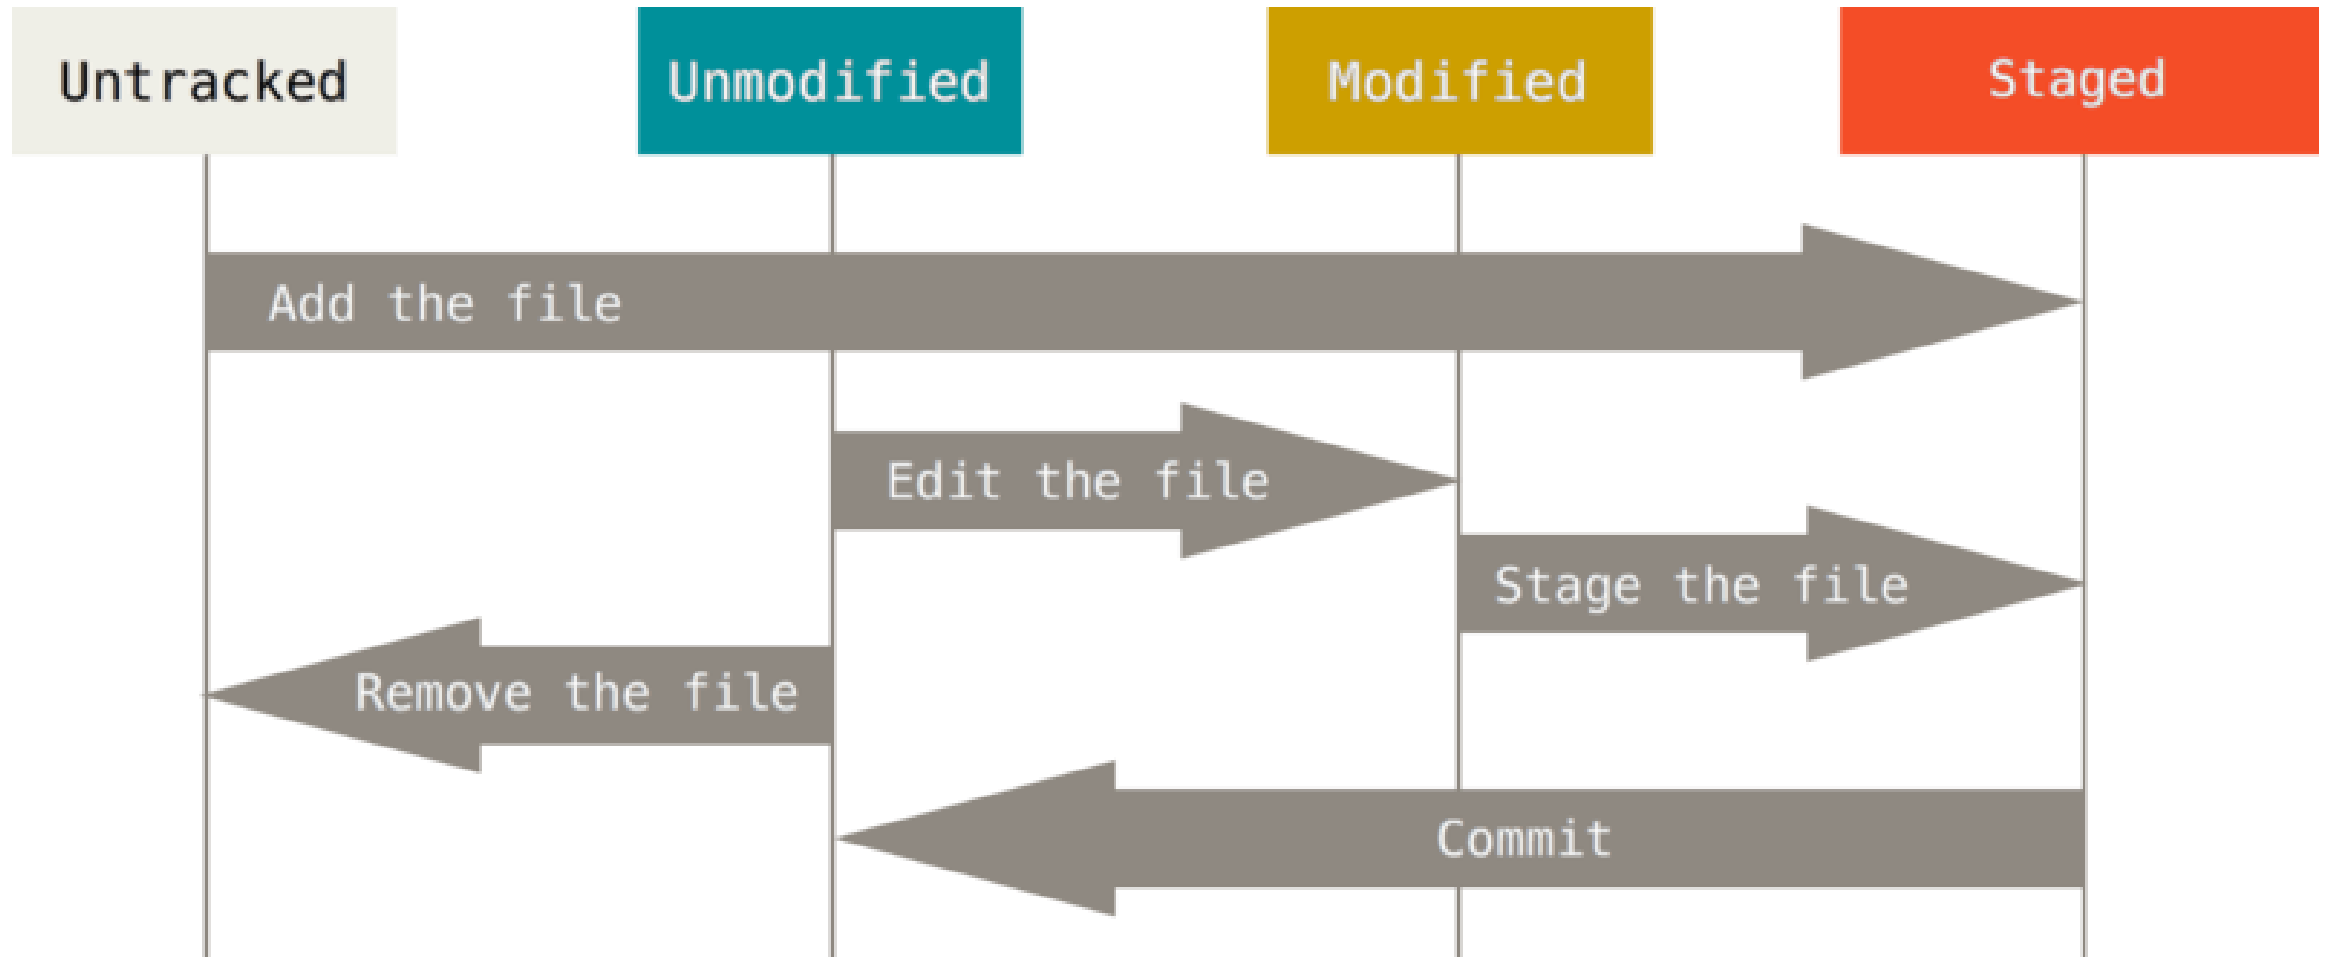 Untracked
Unmodified
Modified
Staged
Add the file
Edit the file
Stage the file
Remove the file
Commit